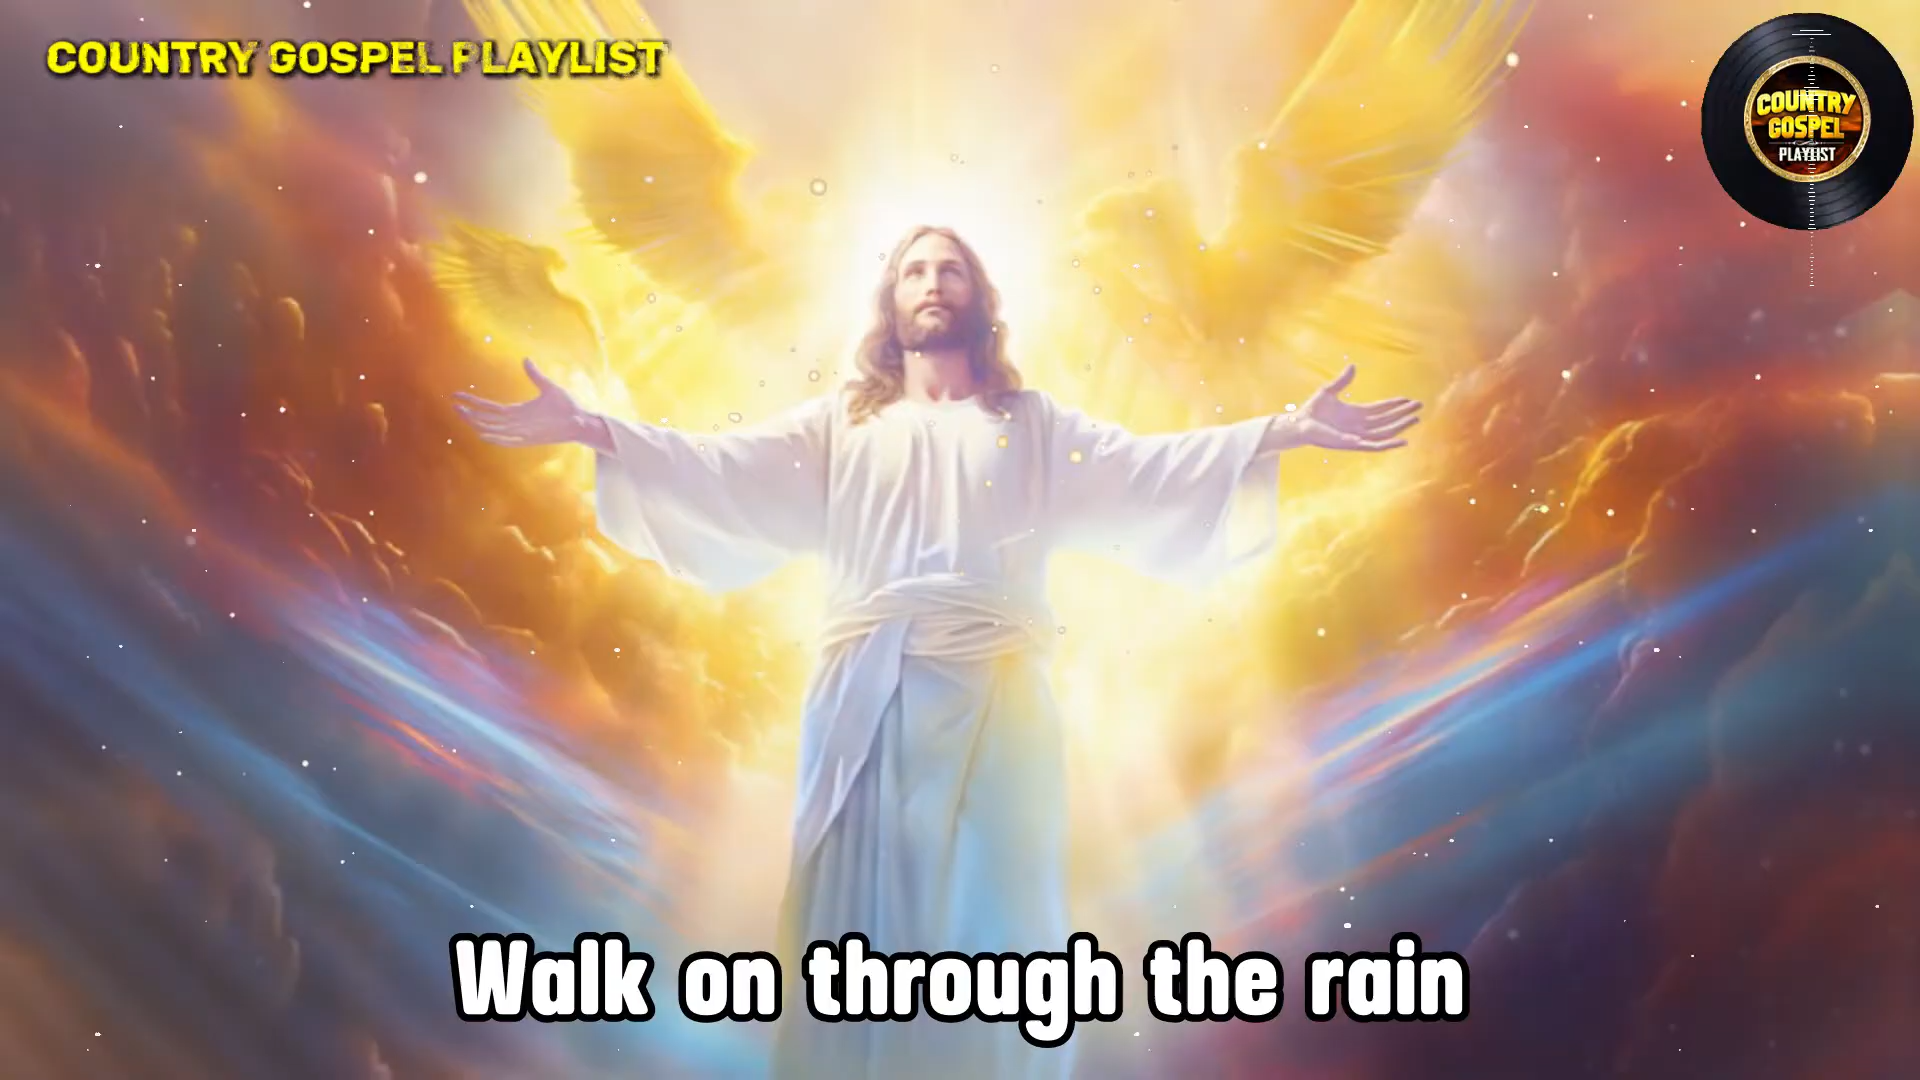 COUNTRY GOSPEL PLAYLIST
COUNTRY
GOSPEL
PLAYLIST
Walk on through the rain